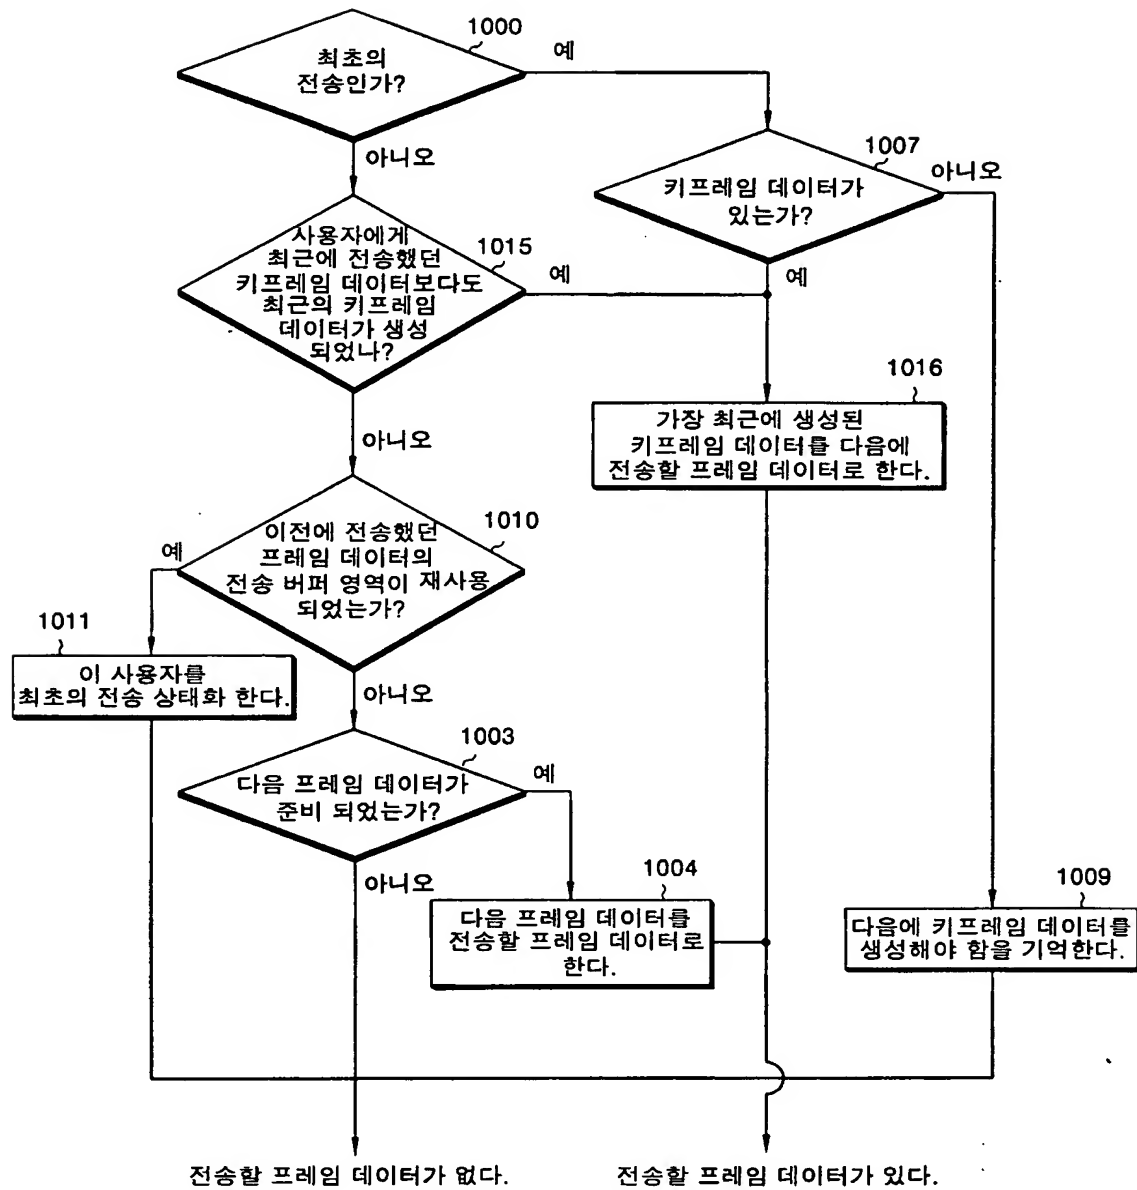 1000
최초의
전송인가?
예
아니오
1007
키프레임 데이터가
있는가?
아니오
예
사용자에게
최근에 전송했던
키프레임 데이터보다도
최근의 키프레임
데이터가 생성
되었나?
1015
예
아니오
1016
가장 최근에 생성된
키프레임 데이터를 다음에
전송할 프레임 데이터로 한다.
이전에 전송했던
프레임 데이터의
전송 버퍼 영역이 재사용
되었는가?
1010
예
아니오
1011
이 사용자를
최초의 전송 상태화 한다.
1003
다음 프레임 데이터가
준비 되었는가?
예
아니오
1004
다음 프레임 데이터를
전송할 프레임 데이터로
한다.
1009
다음에 키프레임 데이터를
생성해야 함을 기억한다.
전송할 프레임 데이터가 없다.
전송할 프레임 데이터가 있다.